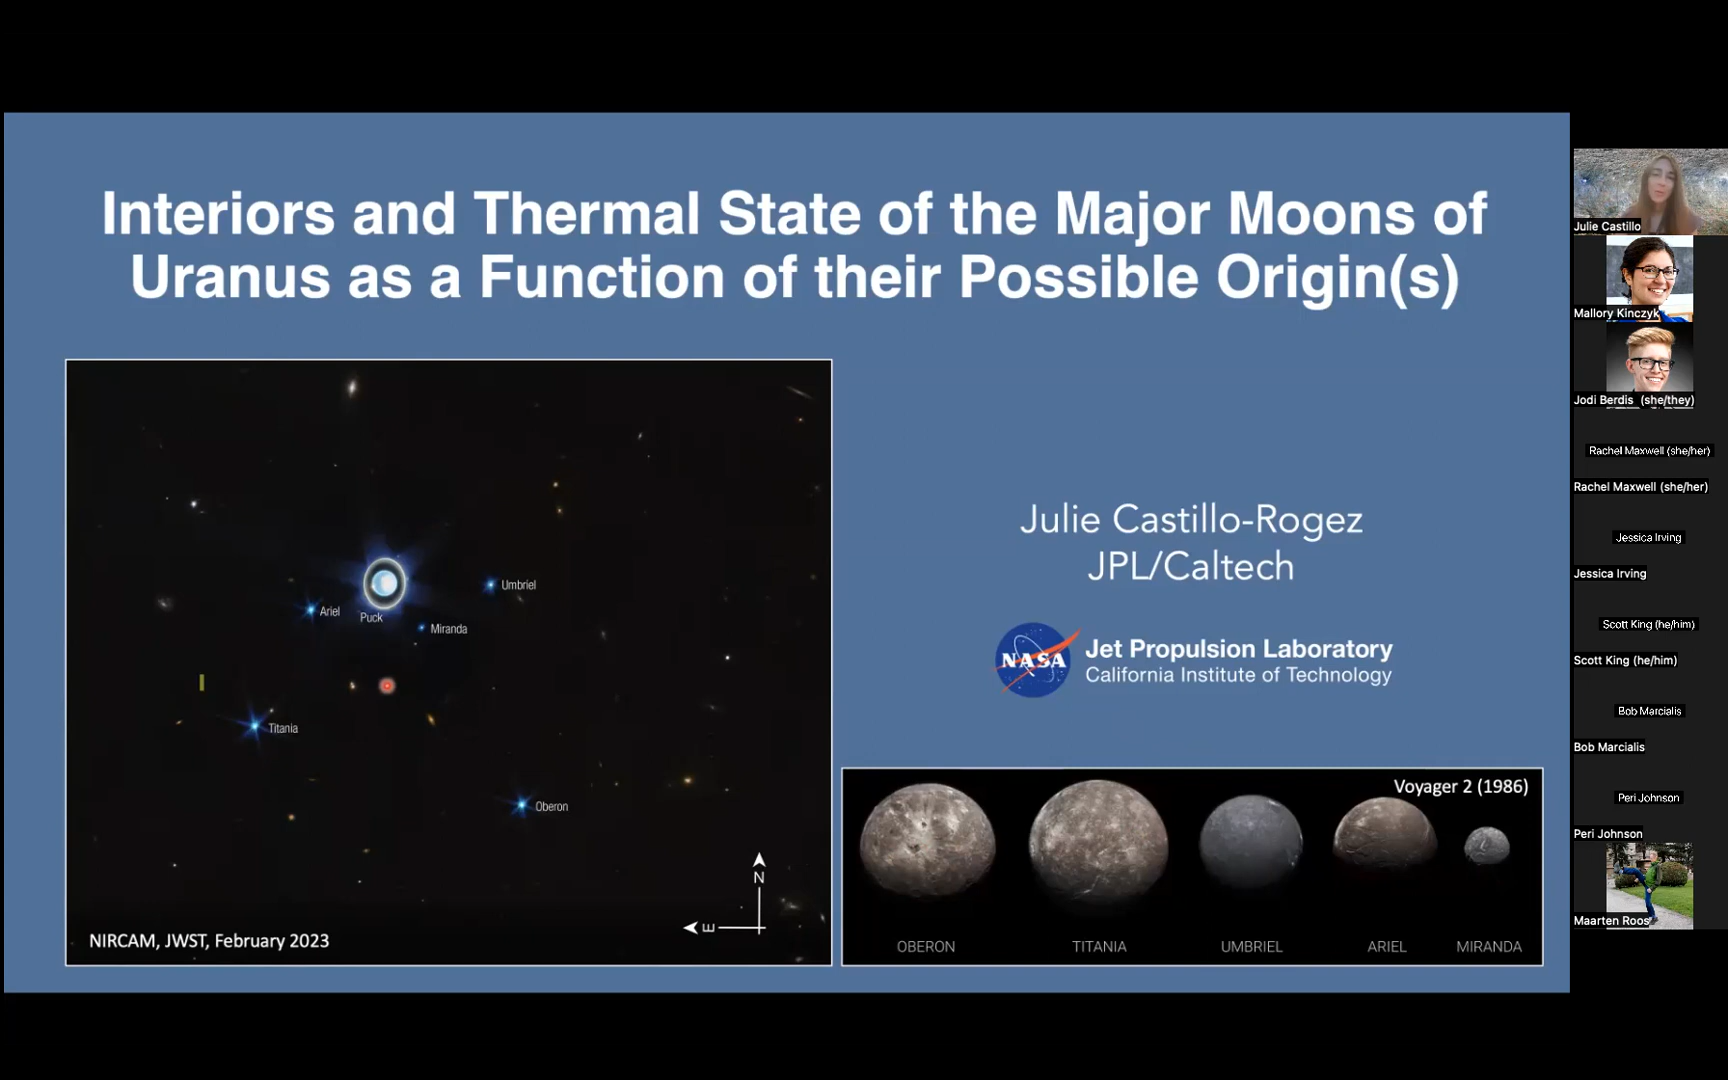 Interiors and Thermal State of the Major Moons of
Uranus as a Function of their Possible Origin(s)
Umbriel
Ariel
Puck
Miranda
Titania
Oberon
N
E
NIRCAM, JWST, February 2023
Julie Castillo-Rogez
JPL/Caltech
NASA
Jet Propulsion Laboratory
California Institute of Technology
Voyager 2 (1986)
OBERON TITANIA UMBRIEL ARIEL MIRANDA
Julie Castillo
Mallory Kinczyk
Jodi Berdis (she/they)
Rachel Maxwell (she/her)
Rachel Maxwell (she/her)
Jessica Irving
Jessica Irving
Scott King (he/him)
Scott King (he/him)
Bob Marcialis
Bob Marcialis
Peri Johnson
Peri Johnson
Maarten Roos